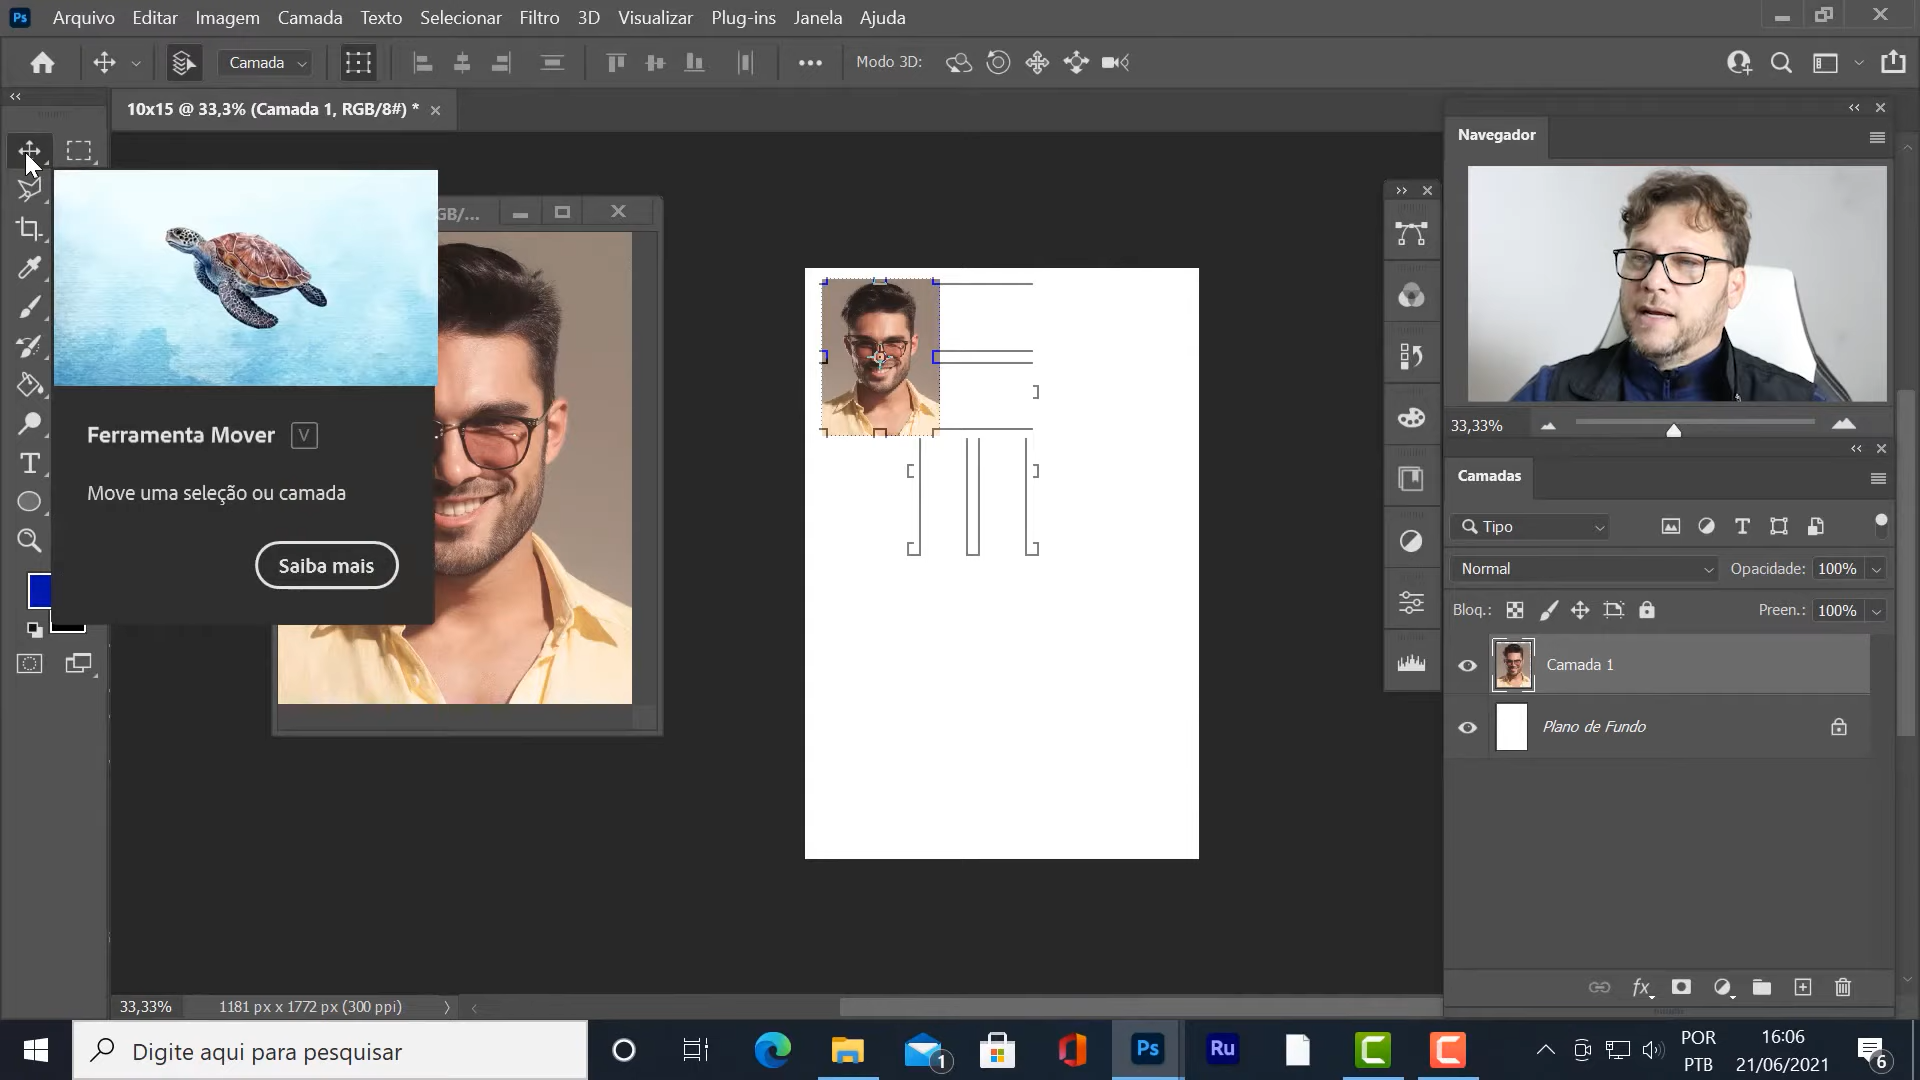 Ps Arquivo Editar Imagem Camada Texto Selecionar Filtro 3D Visualizar Plug-ins Janela Ajuda
Camada Modo 3D:
10x15 @ 33,3% (Camada 1, RGB/8#) *
Navegador
GB/...
Ferramenta Mover V
Move uma seleção ou camada
Saiba mais
33,33%
Camadas
Tipo
Normal Opacidade: 100%
Bloq.: Preen.: 100%
Camada 1
Plano de Fundo
33,33% 1181 px x 1772 px (300 ppi)
Digite aqui para pesquisar
1
Ps
Ru
POR
PTB
16:06
21/06/2021
6